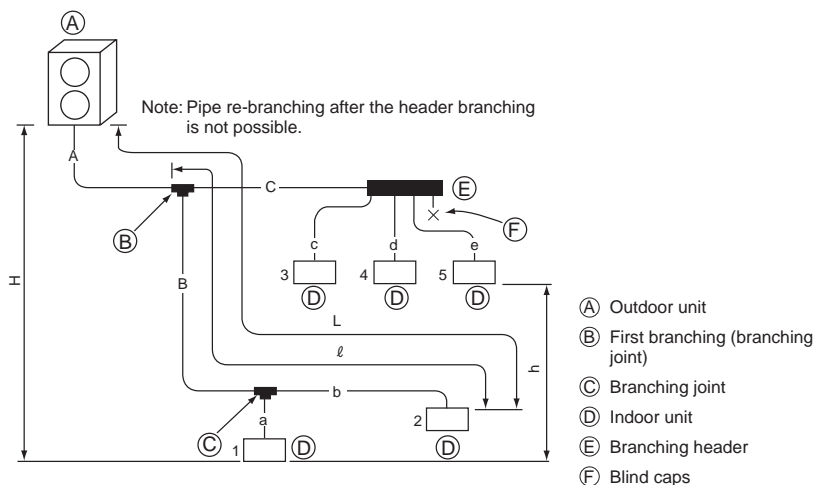 Ⓐ
Note: Pipe re-branching after the header branching
is not possible.
A
C
Ⓔ
Ⓑ
Ⓕ
c
d
e
3
4
5
Ⓓ
Ⓓ
Ⓓ
H
B
L
ℓ
h
b
a
2
Ⓒ
1
Ⓓ
Ⓓ
Ⓐ Outdoor unit
Ⓑ First branching (branching
joint)
Ⓒ Branching joint
Ⓓ Indoor unit
Ⓔ Branching header
Ⓕ Blind caps